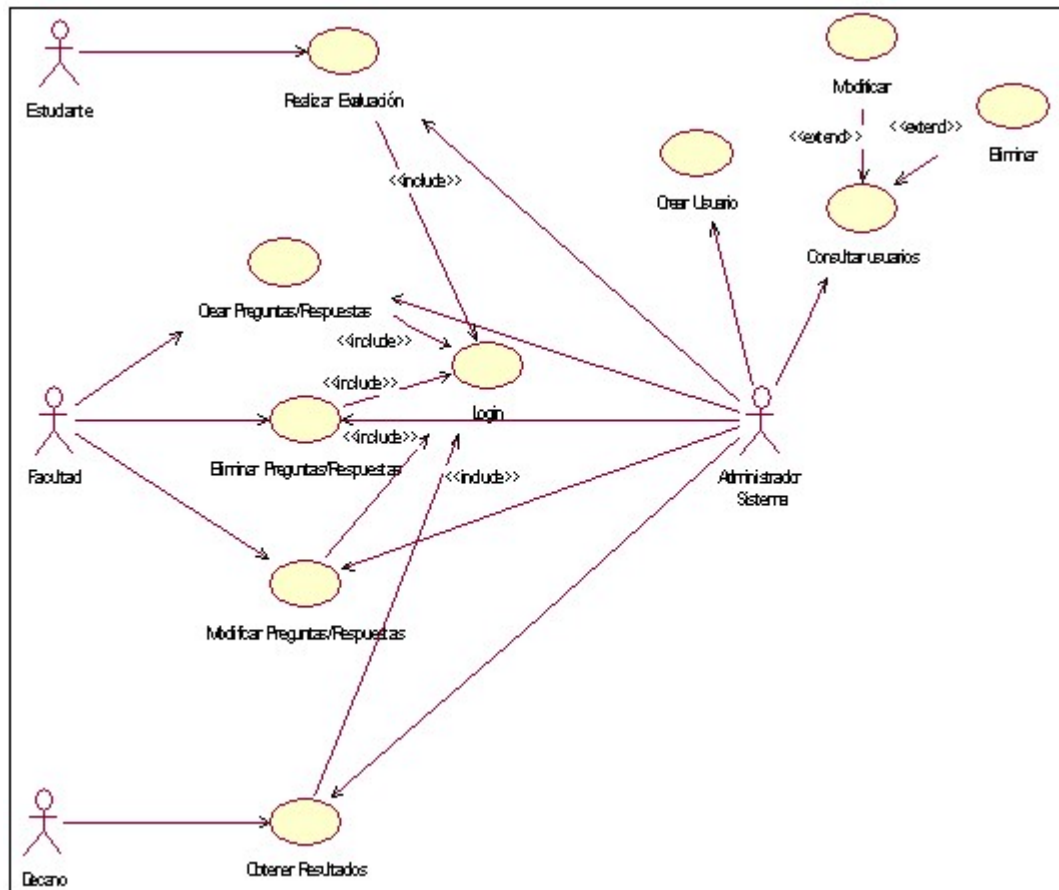 Modificar
Estudiante
Realizar Evaluación
<<extend>>
<<extend>>
Eliminar
<<include>>
Crear Usuario
Consultar usuarios
Crear Preguntas/Respuestas
<<include>>
<<include>>
Login
<<include>>
Eliminar Preguntas/Respuestas
<<include>>
Facultad
Administrador
Sistema
Modificar Preguntas/Respuestas
Obtener Resultados
Decano